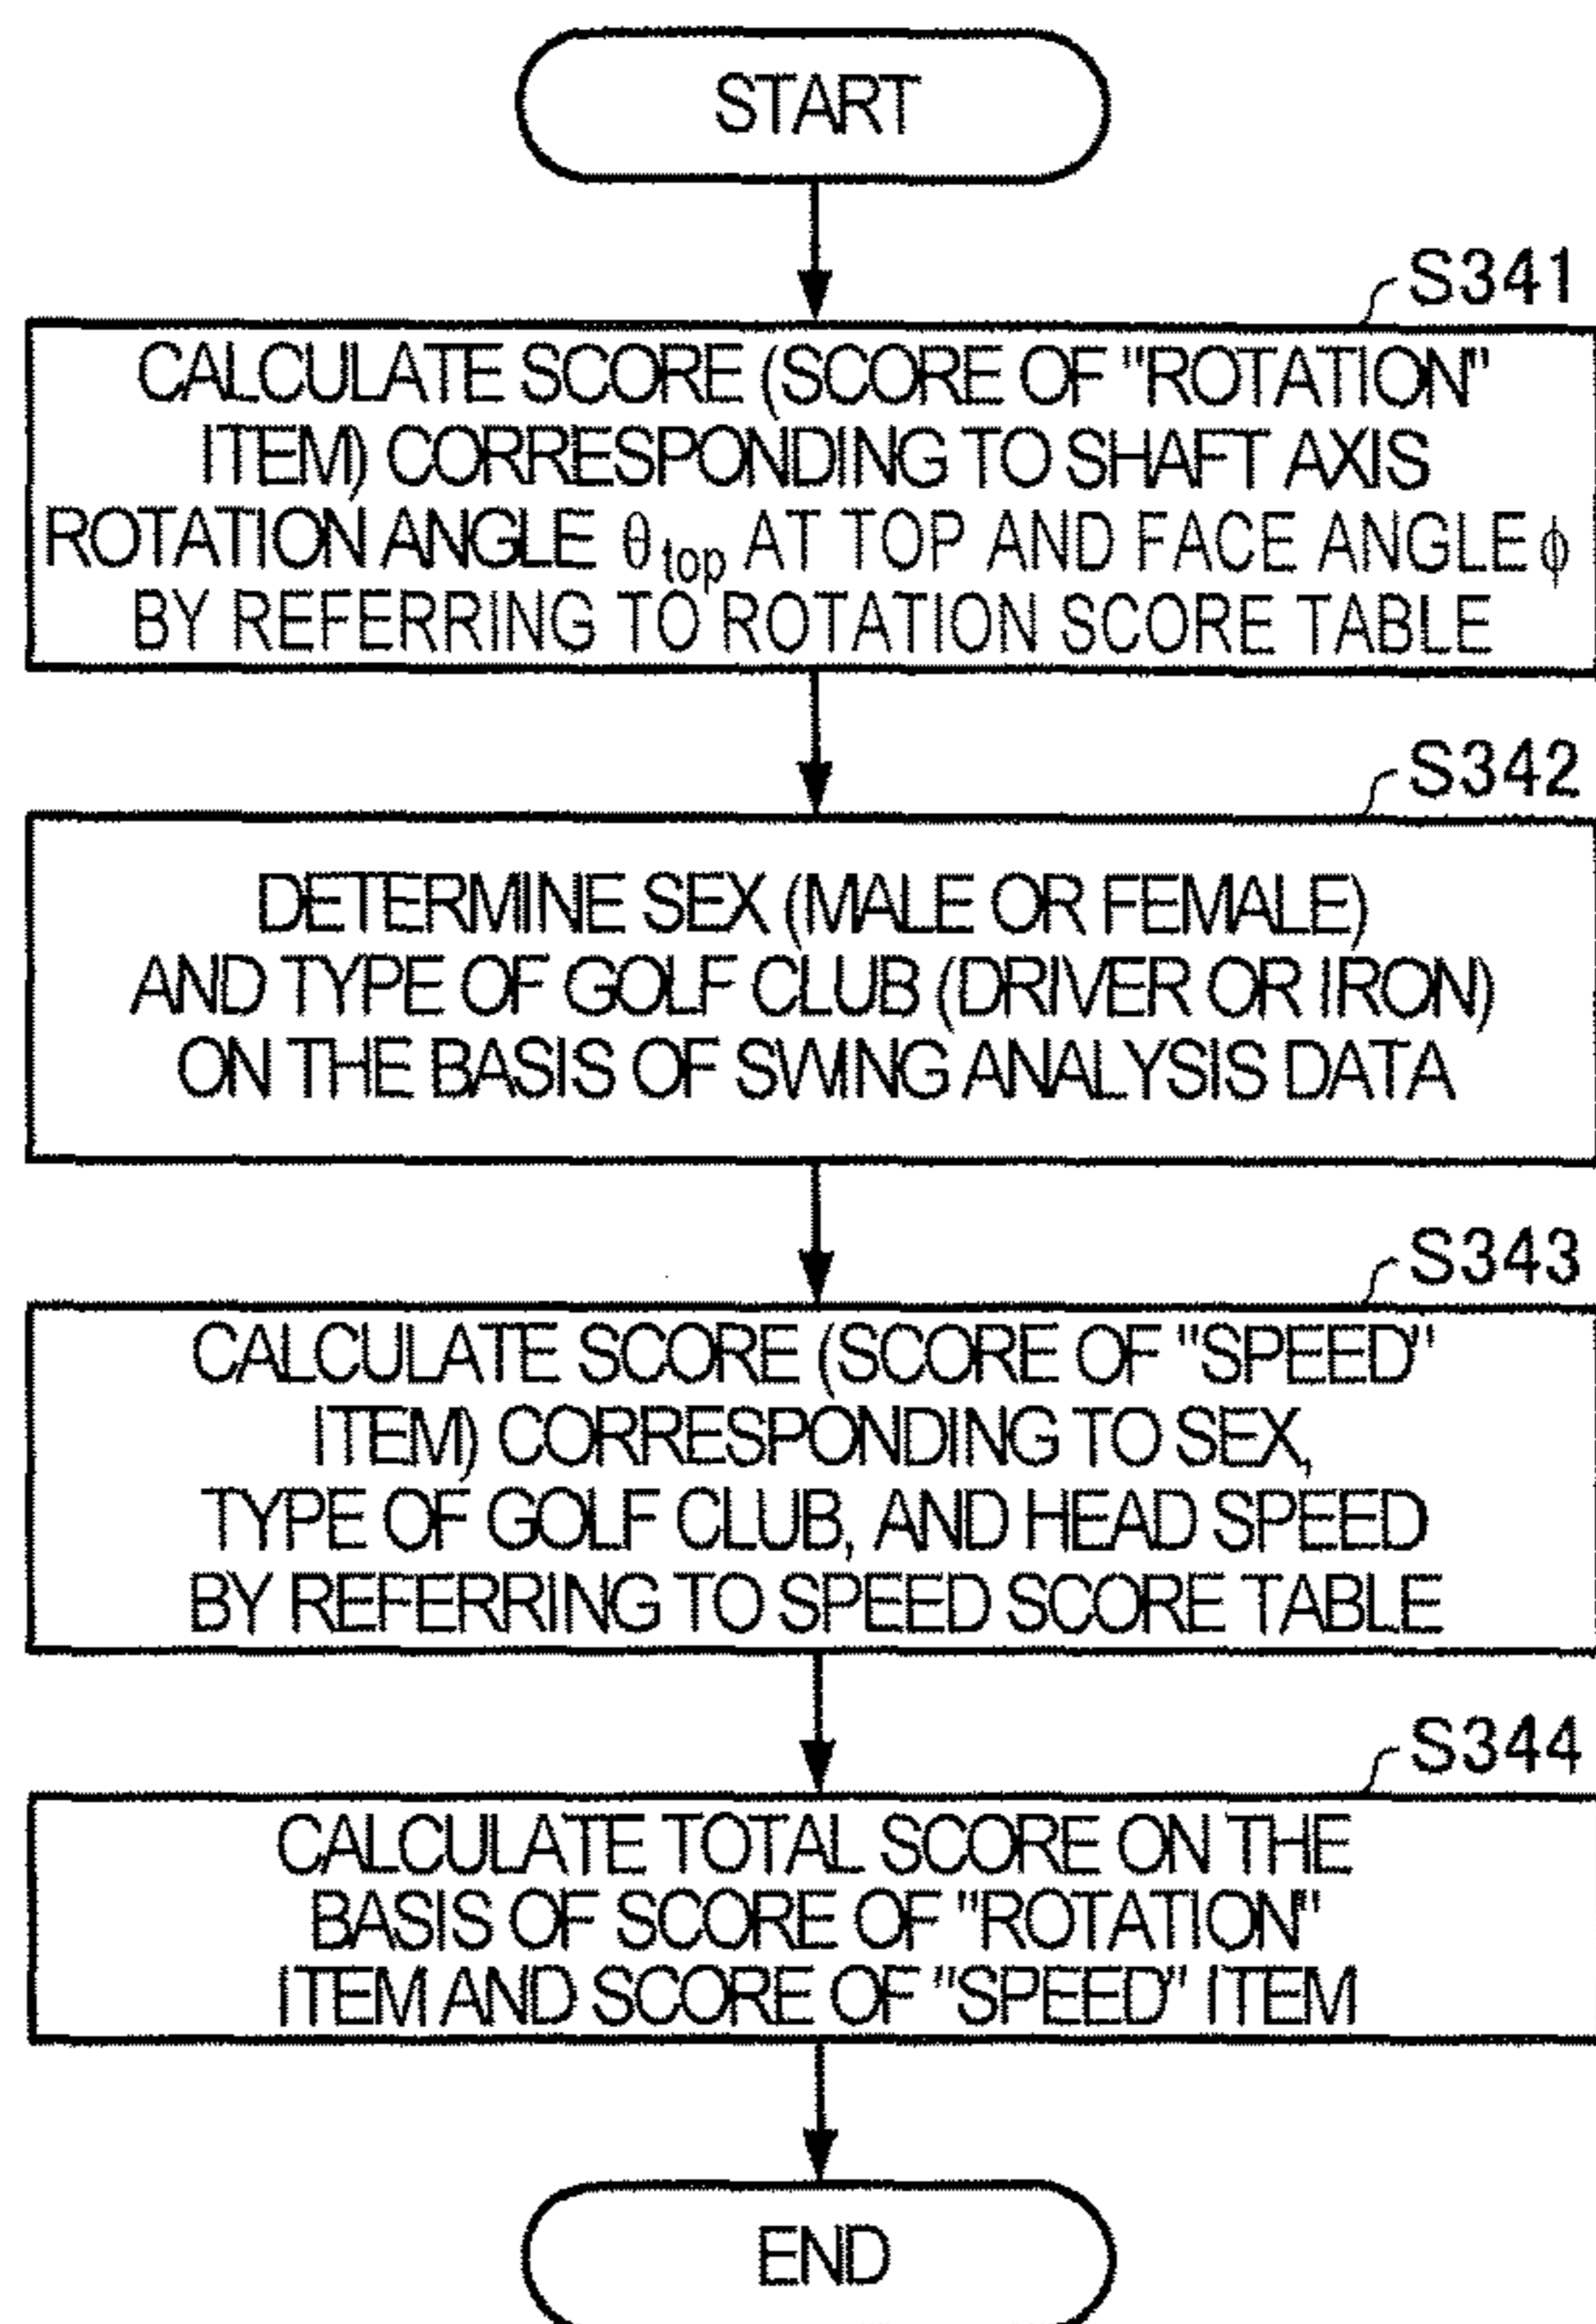 START
S341
CALCULATE SCORE (SCORE OF "ROTATION"
ITEM) CORRESPONDING TO SHAFT AXIS
ROTATION ANGLE θtop AT TOP AND FACE ANGLE ϕ
BY REFERRING TO ROTATION SCORE TABLE
S342
DETERMINE SEX (MALE OR FEMALE)
AND TYPE OF GOLF CLUB (DRIVER OR IRON)
ON THE BASIS OF SWING ANALYSIS DATA
S343
CALCULATE SCORE (SCORE OF "SPEED"
ITEM) CORRESPONDING TO SEX,
TYPE OF GOLF CLUB, AND HEAD SPEED
BY REFERRING TO SPEED SCORE TABLE
S344
CALCULATE TOTAL SCORE ON THE
BASIS OF SCORE OF "ROTATION"
ITEM AND SCORE OF "SPEED" ITEM
END